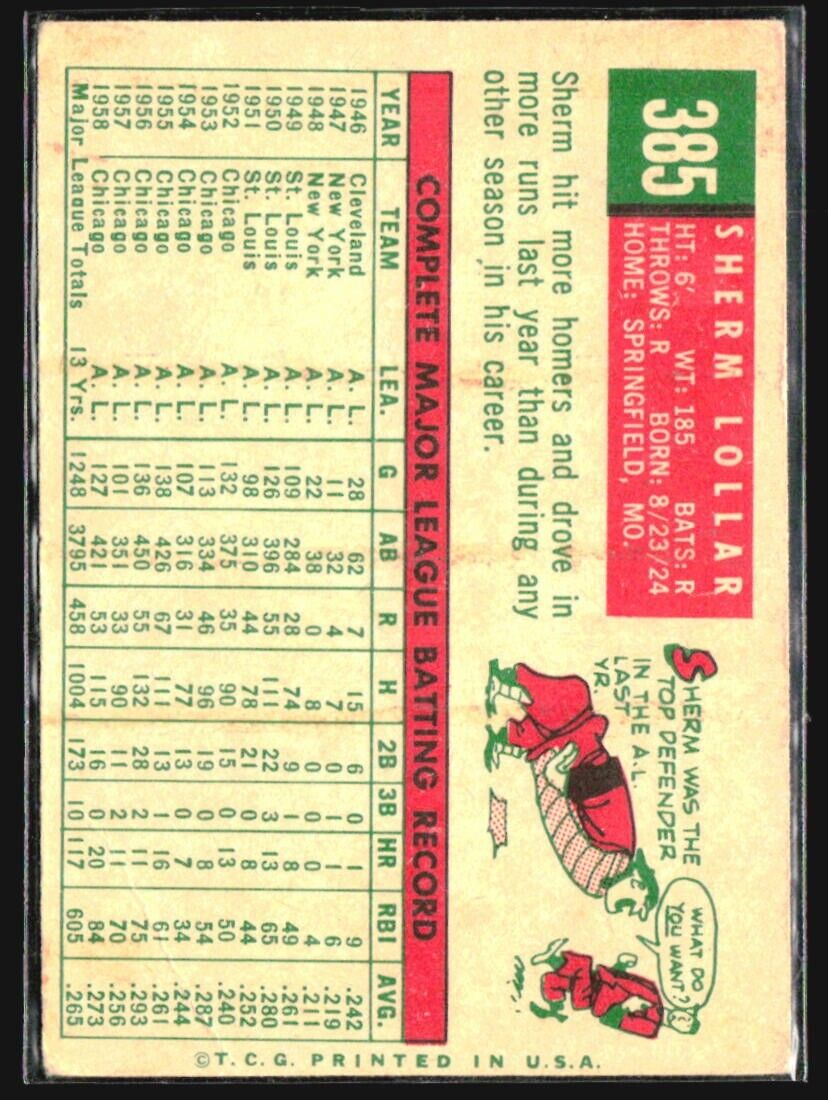 385
SHERM LOLLAR
HT: 6' WT: 185 BATS: R
THROWS: R BORN: 8/23/24
HOME: SPRINGFIELD, MO.
Sherm hit more homers and drove in
more runs last year than during any
other season in his career.
SHERM WAS THE
TOP DEFENDER
IN THE A.L.
LAST
YR.
WHAT DO
YOU WANT?
COMPLETE MAJOR LEAGUE BATTING RECORD
YEAR TEAM LEA. G AB R H 2B 3B HR RBI AVG.
1946 Cleveland A. L. 28 62 7 15 6 0 1 9 .242
1947 New York A. L. 11 32 4 7 0 1 1 6 .219
1948 New York A. L. 22 38 0 8 0 0 0 4 .211
1949 St. Louis A. L. 109 284 28 74 9 1 8 49 .261
1950 St. Louis A. L. 126 396 55 111 22 3 13 65 .280
1951 St. Louis A. L. 98 310 44 78 21 0 8 44 .252
1952 Chicago A. L. 132 375 35 90 15 0 13 50 .240
1953 Chicago A. L. 113 334 46 96 19 0 8 54 .287
1954 Chicago A. L. 107 316 31 77 13 0 7 34 .244
1955 Chicago A. L. 138 426 67 111 13 1 16 61 .261
1956 Chicago A. L. 136 450 55 132 28 2 11 75 .293
1957 Chicago A. L. 101 351 33 90 11 2 11 70 .256
1958 Chicago A. L. 127 421 53 115 16 0 20 84 .273
Major League Totals 13 Yrs. 1248 3795 458 1004 173 10 117 605 .265
©T.C.G. PRINTED IN U.S.A.